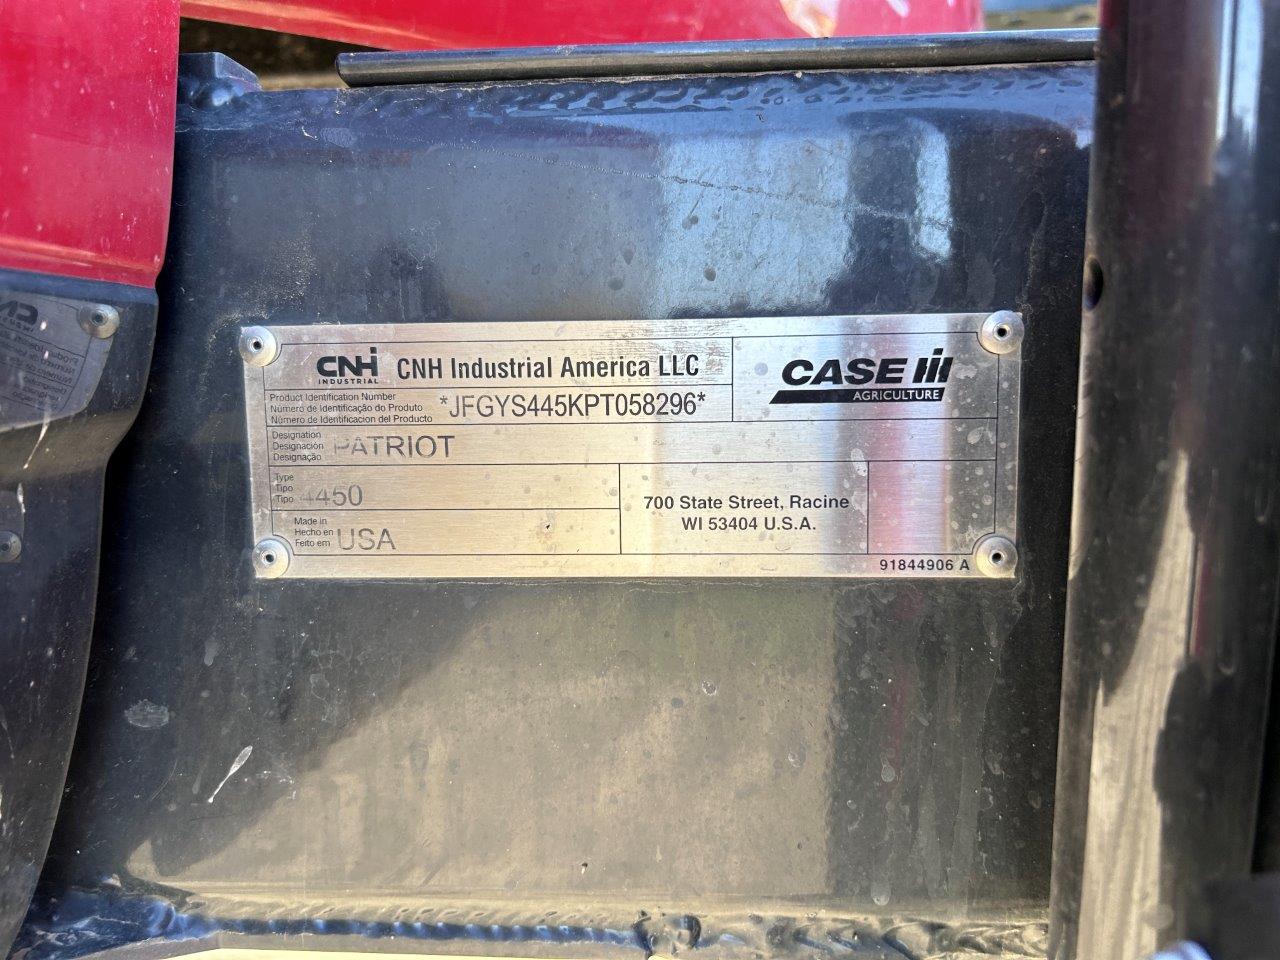 CNH INDUSTRIAL CNH Industrial America LLC
CASE IH AGRICULTURE
Product Identification Number
Número de Identificação do Produto
Número de Identificacion del Producto
*JFGYS445KPT058296*
Designation
Designación
Designação
PATRIOT
Type
Tipo
Tipo
4450
Made in
Hecho en
Feito em
USA
700 State Street, Racine
WI 53404 U.S.A.
91844906 A